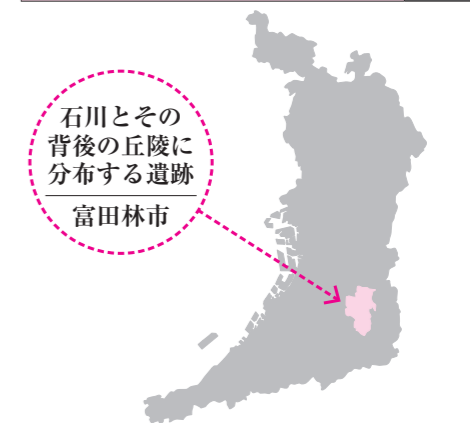 石川とその
背後の丘陵に
分布する遺跡
富田林市